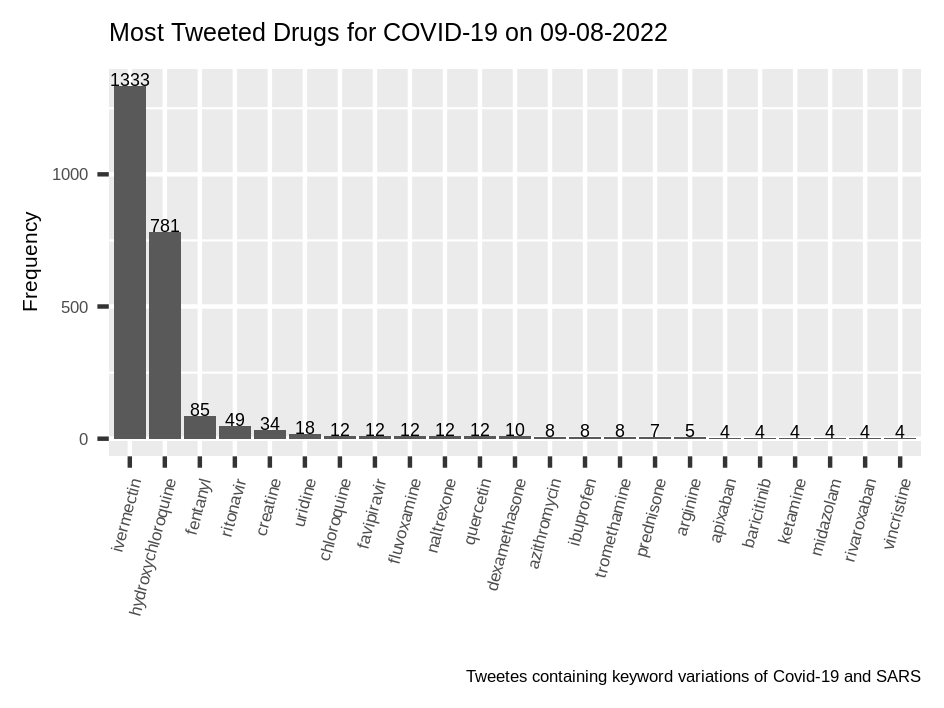 Most Tweeted Drugs for COVID-19 on 09-08-2022
Frequency
1000
500
0
1333
781
85
49
34
18
12
12
12
12
12
10
8
8
8
7
5
4
4
4
4
4
4
ivermectin
hydroxychloroquine
fentanyl
ritonavir
creatine
uridine
chloroquine
favipiravir
fluvoxamine
naltrexone
quercetin
dexamethasone
azithromycin
ibuprofen
tromethamine
prednisone
arginine
apixaban
baricitinib
ketamine
midazolam
rivaroxaban
vincristine
Tweetes containing keyword variations of Covid-19 and SARS